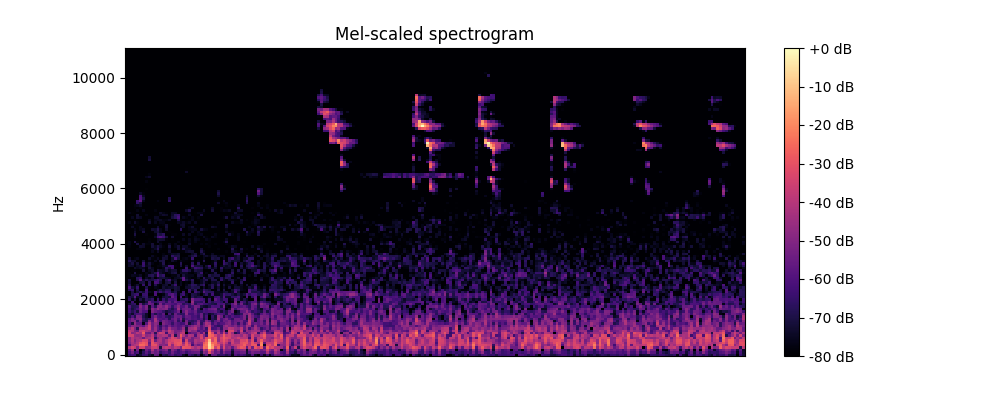 Mel-scaled spectrogram
Hz
10000
8000
6000
4000
2000
0
+0 dB
-10 dB
-20 dB
-30 dB
-40 dB
-50 dB
-60 dB
-70 dB
-80 dB